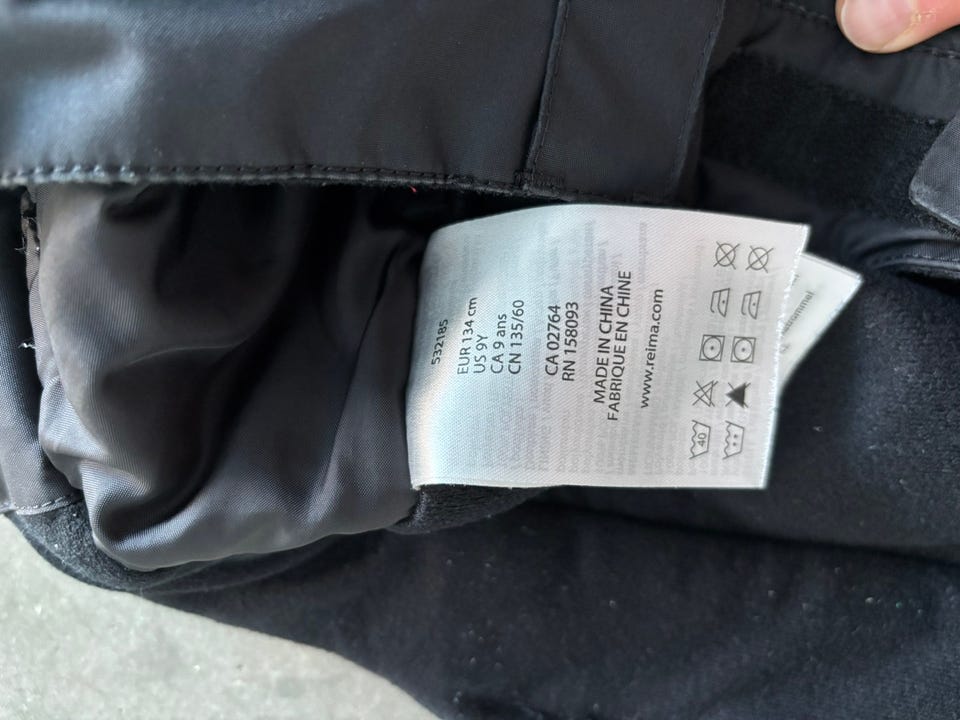 532185
EUR 134 cm
US 9Y
CA 9 ans
CN 135/60
CA 02764
RN 158093
MADE IN CHINA
FABRIQUE EN CHINE
www.reima.com
40